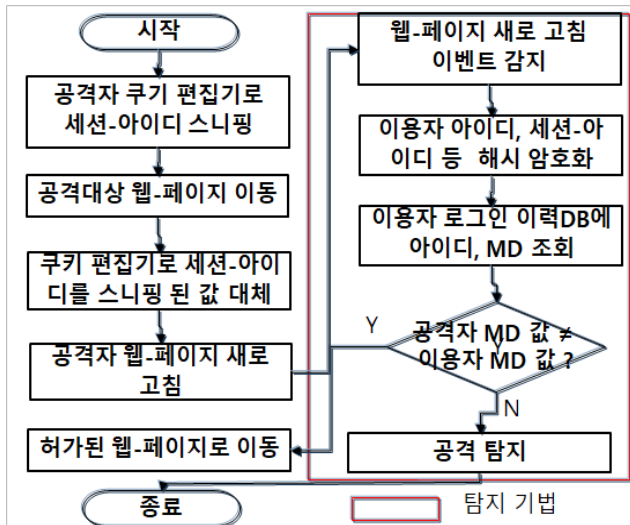 시작
공격자 쿠기 편집기로
세션-아이디 스니핑
공격대상 웹-페이지 이동
쿠키 편집기로 세션-아이
디를 스니핑 된 값 대체
공격자 웹-페이지 새로
고침
허가된 웹-페이지로 이동
종료
웹-페이지 새로 고침
이벤트 감지
이용자 아이디, 세션-아
이디 등 해시 암호화
이용자 로그인 이력DB에
아이디, MD 조회
Y
공격자 MD 값 ≠
Y
이용자 MD 값 ?
N
공격 탐지
탐지 기법